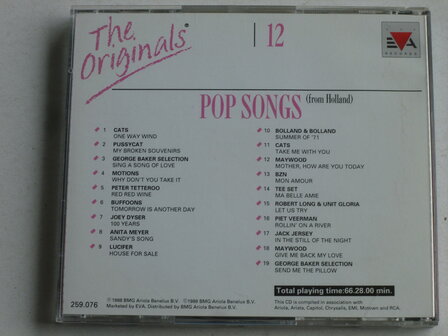 The Originals®
12
EVA
RECORDS
POP SONGS (from Holland)
1 CATS
ONE WAY WIND
2 PUSSYCAT
MY BROKEN SOUVENIRS
3 GEORGE BAKER SELECTION
SING A SONG OF LOVE
4 MOTIONS
WHY DON'T YOU TAKE IT
5 PETER TETTEROO
RED RED WINE
6 BUFFOONS
TOMORROW IS ANOTHER DAY
7 JOEY DYSER
100 YEARS
8 ANITA MEYER
SANDY'S SONG
9 LUCIFER
HOUSE FOR SALE
10 BOLLAND & BOLLAND
SUMMER OF '71
11 CATS
TAKE ME WITH YOU
12 MAYWOOD
MOTHER, HOW ARE YOU TODAY
13 BZN
MON AMOUR
14 TEE SET
MA BELLE AMIE
15 ROBERT LONG & UNIT GLORIA
LET US TRY
16 PIET VEERMAN
ROLLIN' ON A RIVER
17 JACK JERSEY
IN THE STILL OF THE NIGHT
18 MAYWOOD
GIVE ME BACK MY LOVE
19 GEORGE BAKER SELECTION
SEND ME THE PILLOW
Total playing time:66.28.00 min.
259.076
℗1988 BMG Ariola Benelux B.V. ©1988 BMG Ariola Benelux B.V.
Marketed by EVA. Distributed by BMG Ariola Benelux B.V.
This CD is compiled in association with
Ariola, Arista, Capitol, Chrysalis, EMI, Motown and RCA.